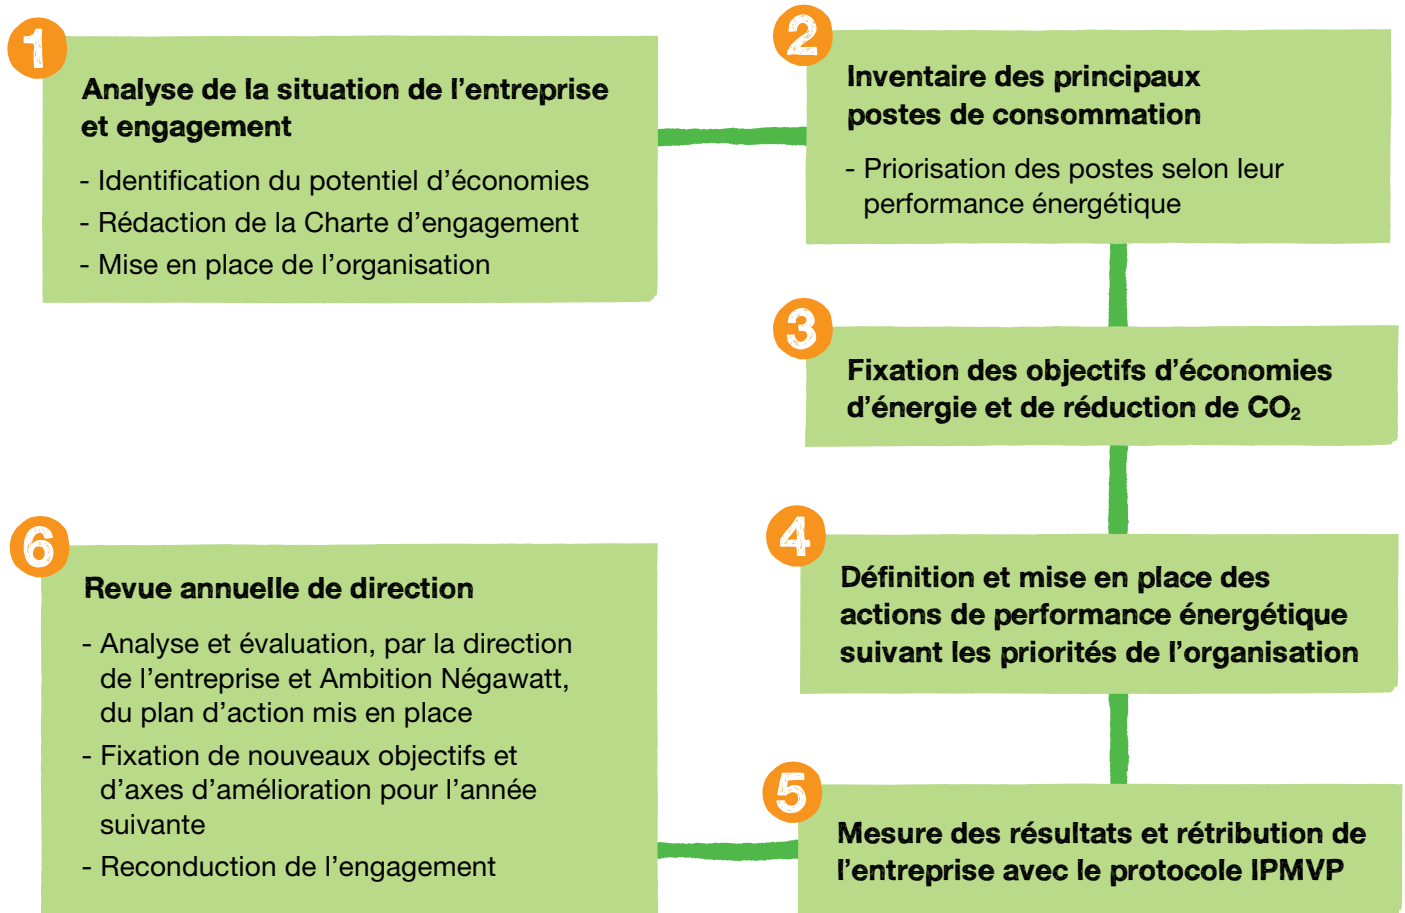 1
Analyse de la situation de l’entreprise
et engagement
- Identification du potentiel d’économies
- Rédaction de la Charte d’engagement
- Mise en place de l’organisation
2
Inventaire des principaux
postes de consommation
- Priorisation des postes selon leur
performance énergétique
3
Fixation des objectifs d’économies
d’énergie et de réduction de CO₂
4
Définition et mise en place des
actions de performance énergétique
suivant les priorités de l’organisation
5
Mesure des résultats et rétribution de
l’entreprise avec le protocole IPMVP
6
Revue annuelle de direction
- Analyse et évaluation, par la direction
de l’entreprise et Ambition Négawatt,
du plan d’action mis en place
- Fixation de nouveaux objectifs et
d’axes d’amélioration pour l’année
suivante
- Reconduction de l’engagement